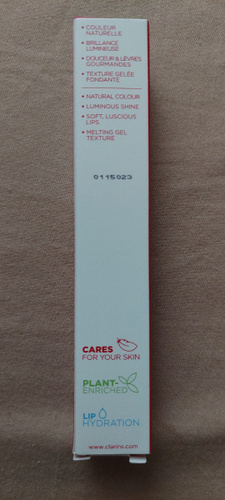 • COULEUR
NATURELLE
• BRILLANCE
LUMINEUSE
• DOUCEUR & LÈVRES
GOURMANDES
• TEXTURE GELÉE
FONDANTE
• NATURAL COLOUR
• LUMINOUS SHINE
• SOFT, LUSCIOUS
LIPS
• MELTING GEL
TEXTURE
0115023
CARES
FOR YOUR SKIN
PLANT-
ENRICHED
LIP
HYDRATION
www.clarins.com